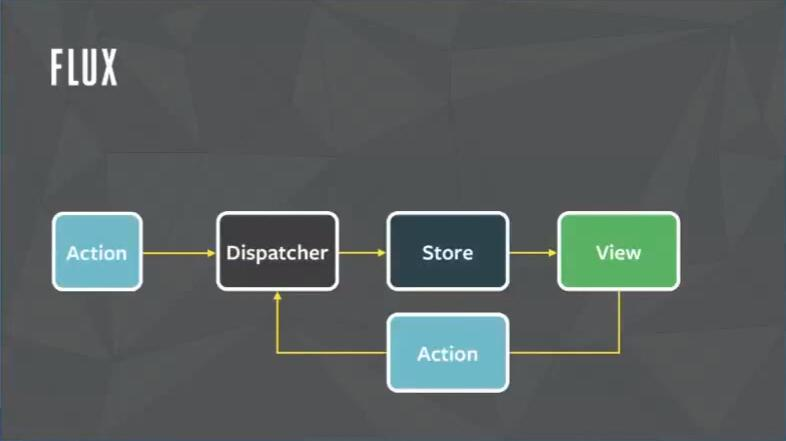 FLUX
Action
Dispatcher
Store
View
Action